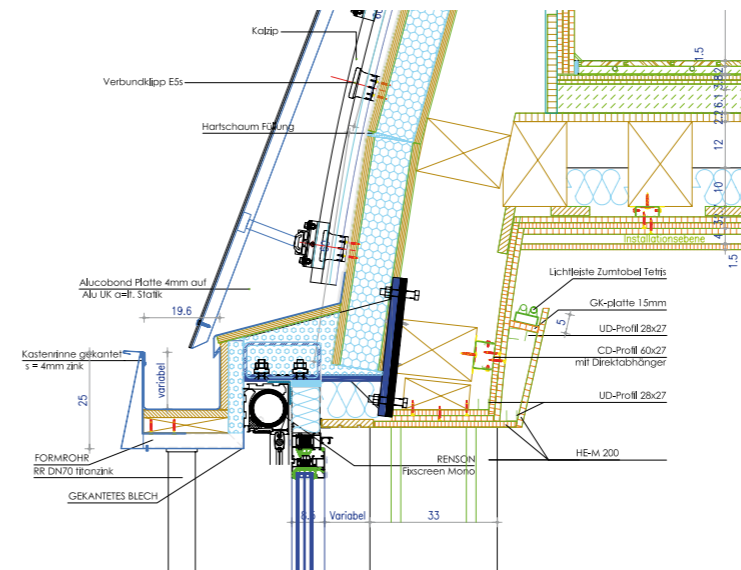 Kalzip
Verbundklipp E5s
Hartschaum Füllung
Alucobond Platte 4mm auf
Alu UK a=lt. Statik
19.6
Kastenrinne gekantet
s = 4mm zink
variabel
25
FORMROHR
RR DN70 titanzink
GEKANTETES BLECH
RENSON
Fixscreen Mono
8.5
Variabel
33
1.5
12
10
Installationsebene
1.5
Lichtleiste Zumtobel Tetris
GK-platte 15mm
5
UD-Profil 28x27
CD-Profil 60x27
mit Direktabhänger
UD-Profil 28x27
HE-M 200